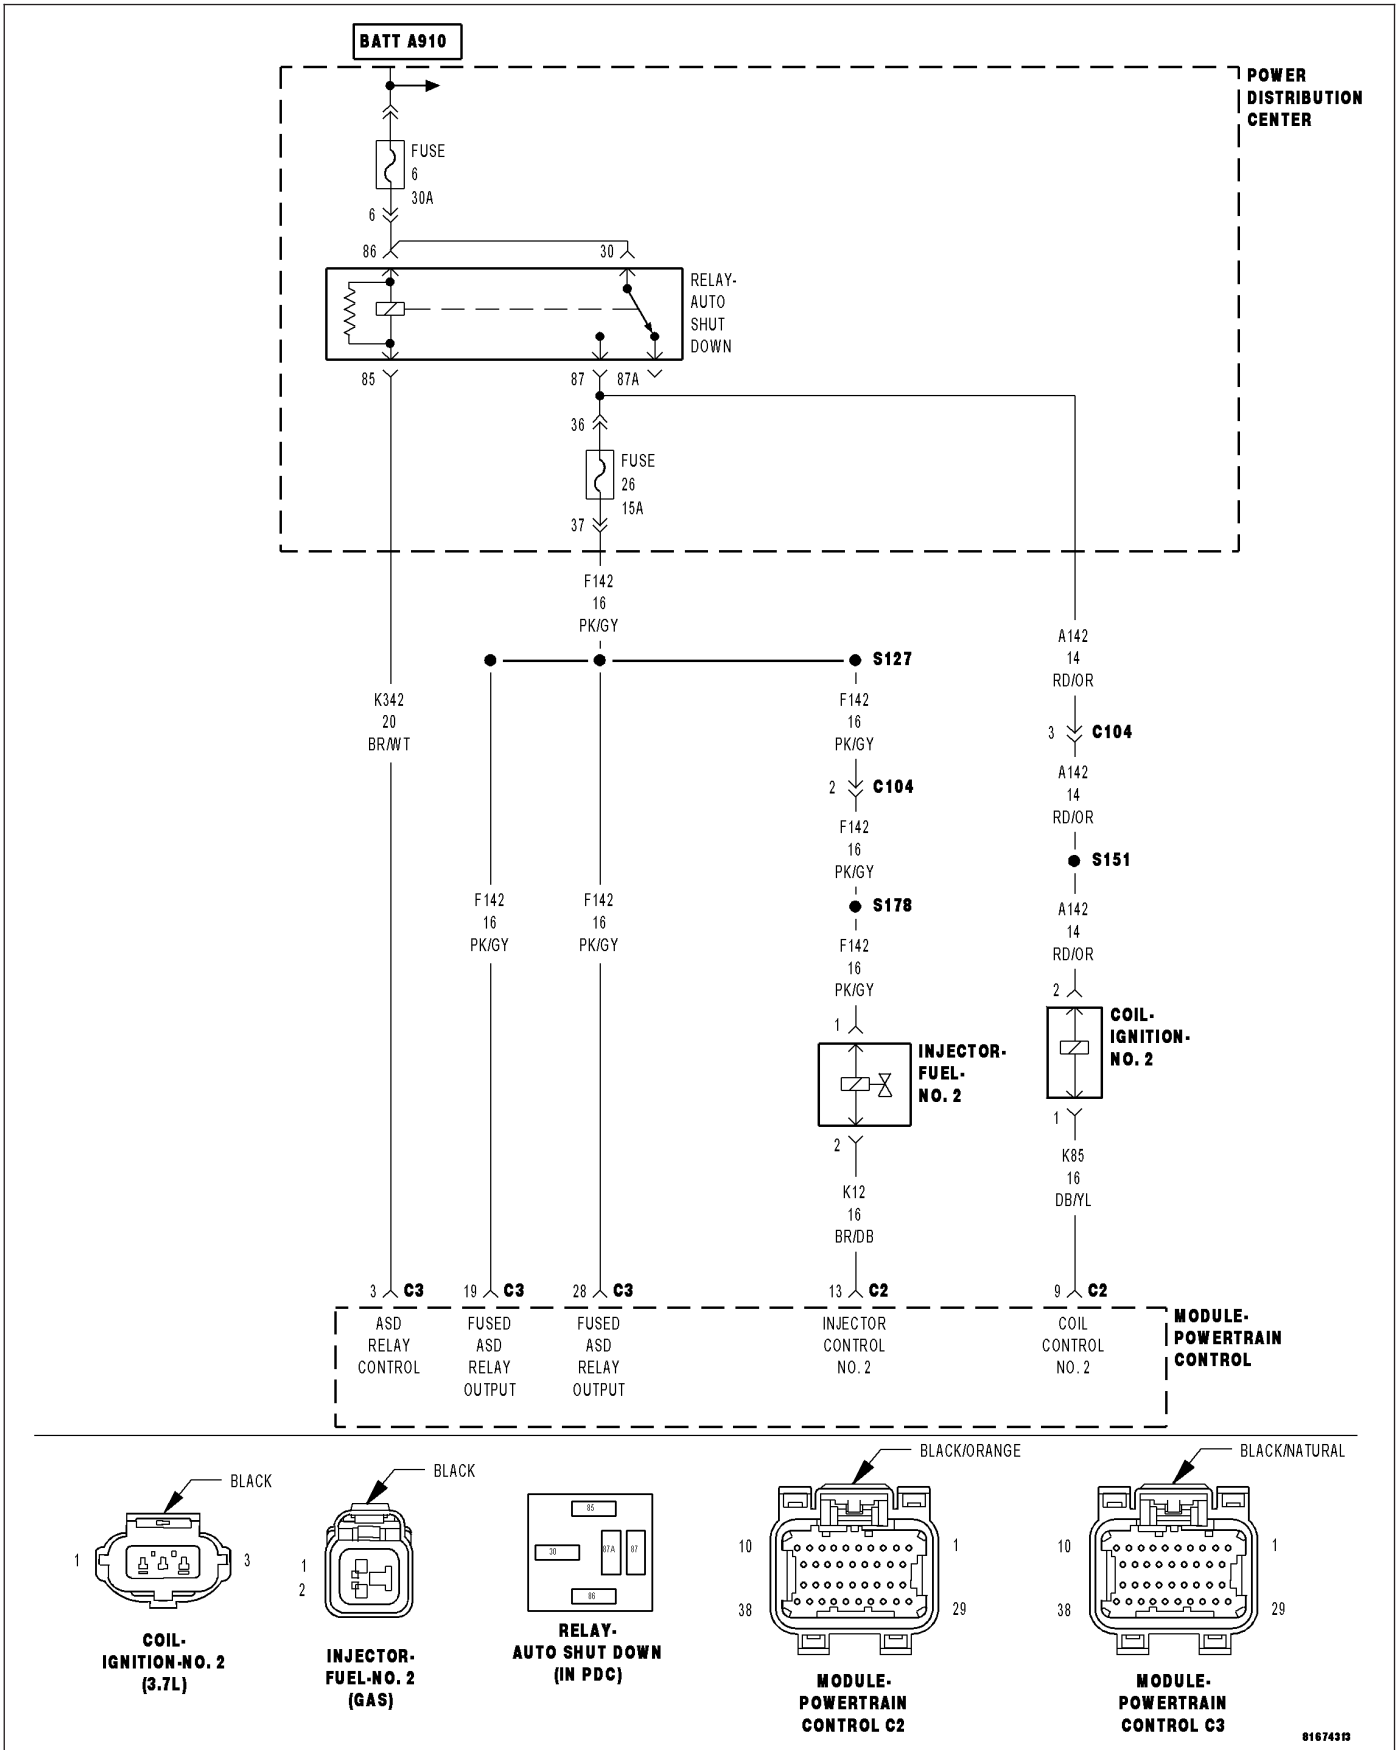 BATT A910
POWER
DISTRIBUTION
CENTER
FUSE
6
30A
6
86
30
RELAY-
AUTO
SHUT
DOWN
85
87
87A
36
FUSE
26
15A
37
F142
16
PK/GY
S127
K342
20
BR/WT
F142
16
PK/GY
A142
14
RD/OR
3
C104
2
C104
A142
14
RD/OR
F142
16
PK/GY
S151
F142
16
PK/GY
F142
16
PK/GY
S178
A142
14
RD/OR
F142
16
PK/GY
2
COIL-
IGNITION-
NO. 2
1
INJECTOR-
FUEL-
NO. 2
1
2
K85
16
DB/YL
K12
16
BR/DB
3 C3
19 C3
28 C3
13 C2
9 C2
ASD
RELAY
CONTROL
FUSED
ASD
RELAY
OUTPUT
FUSED
ASD
RELAY
OUTPUT
INJECTOR
CONTROL
NO. 2
COIL
CONTROL
NO. 2
MODULE-
POWERTRAIN
CONTROL
BLACK
1
3
COIL-
IGNITION-NO. 2
(3.7L)
BLACK
1
2
INJECTOR-
FUEL-NO. 2
(GAS)
85
30
87A
87
86
RELAY-
AUTO SHUT DOWN
(IN PDC)
BLACK/ORANGE
10
1
38
29
MODULE-
POWERTRAIN
CONTROL C2
BLACK/NATURAL
10
1
38
29
MODULE-
POWERTRAIN
CONTROL C3
81674313